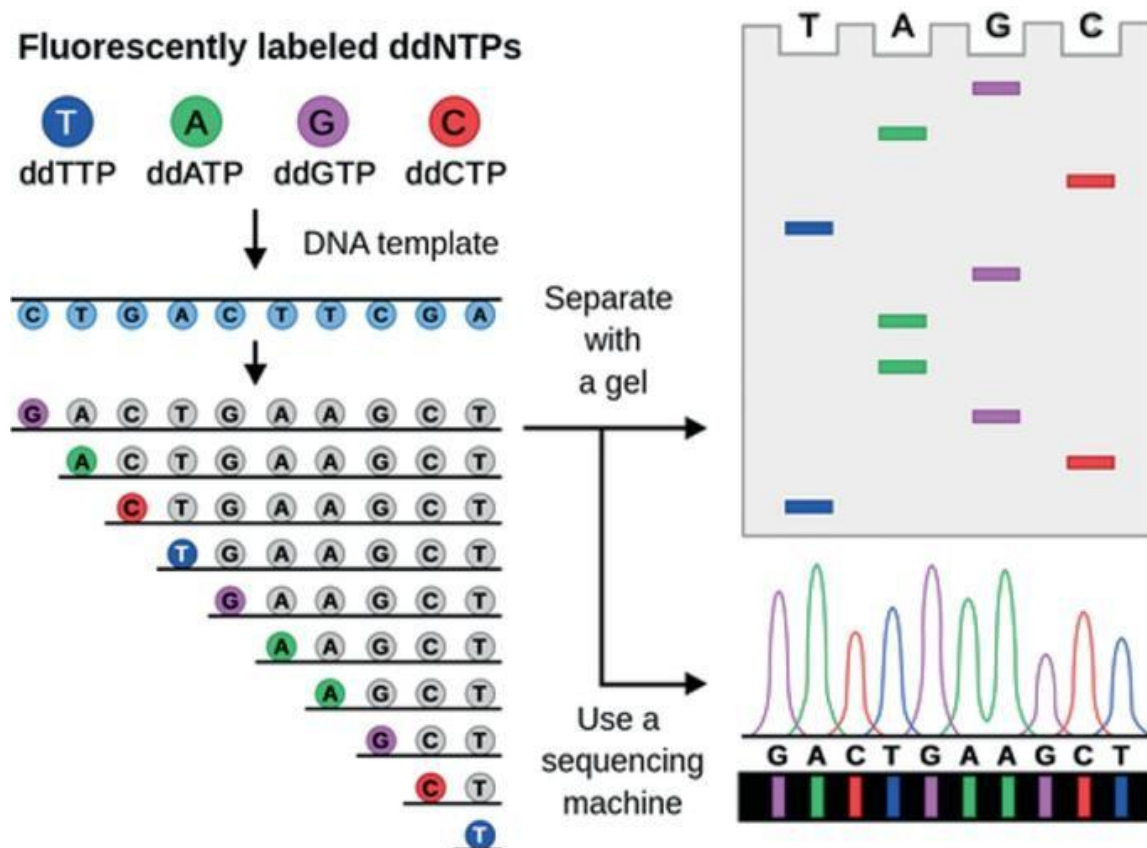 Fluorescently labeled ddNTPs
T A G C
ddTTP ddATP ddGTP ddCTP
DNA template
C T G A C T T C G A
G A C T G A A G C T
A C T G A A G C T
C T G A A G C T
T G A A G C T
G A A G C T
A A G C T
A G C T
G C T
C T
T
Separate
with
a gel
Use a
sequencing
machine
T A G C
G A C T G A A G C T